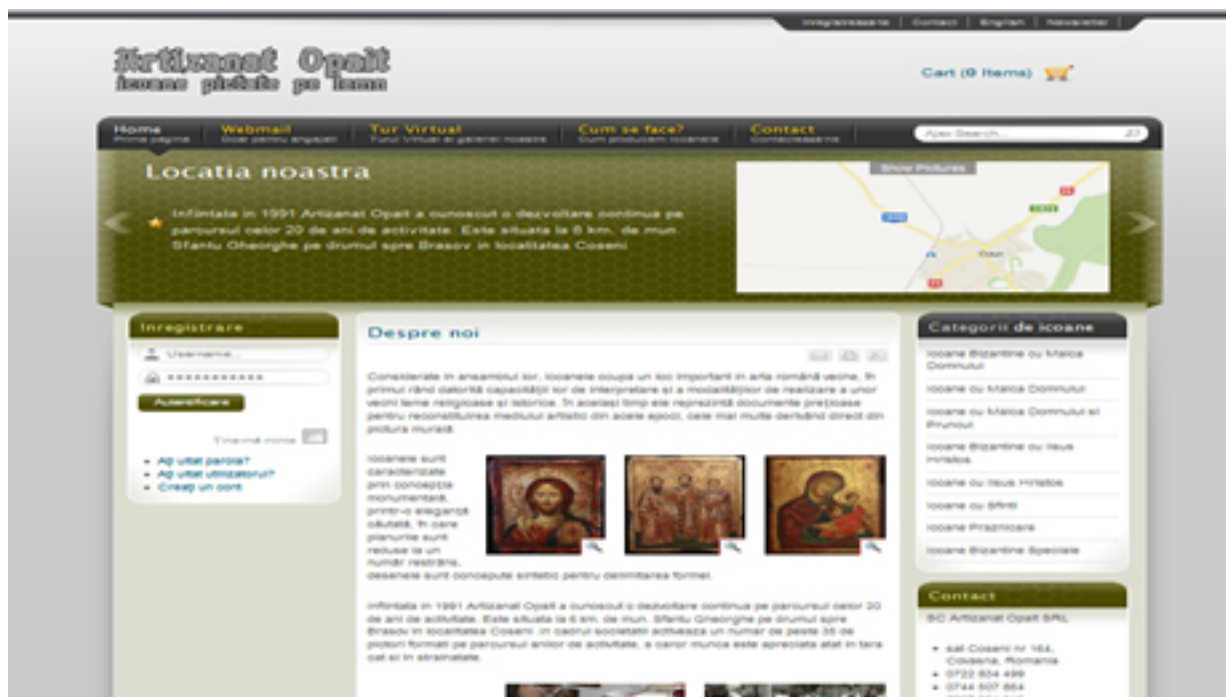 Inregistreaza-te | Contact | English | Newsletter |
Artizanat Opait
icoane pictate pe lemn
Cart (0 Items)
Home
Prima pagina
Webmail
Doar pentru angajati
Tur Virtual
Turul Virtual al galeriei noastre
Cum se face?
Cum producem icoanele
Contact
Contacteaza-ne
Ajax Search...
Locatia noastra
Infiintata in 1991 Artizanat Opait a cunoscut o dezvoltare continua pe
parcursul celor 20 de ani de activitate. Este situata la 6 km. de mun.
Sfantu Gheorghe pe drumul spre Brasov in localitatea Coseni
Show Pictures
Inregistrare
Username...
Autentificare
Ține-mă minte
Aţi uitat parola?
Aţi uitat utilizatorul?
Creaţi un cont
Despre noi
Considerate in ansamblul lor, icoanele ocupa un loc important in arta română veche, în
primul rând datorită capacităţii lor de interpretare şi a modalităţilor de realizare a unor
vechi teme religioase şi istorice. În acelaşi timp ele reprezintă documente preţioase
pentru reconstituirea mediului artistic din acele epoci, cele mai multe derivând direct din
pictura murală.
Icoanele sunt
caracterizate
prin concepţia
monumentală,
printr-o eleganţă
căutată, în care
planurile sunt
reduse la un
număr restrâns,
desenele sunt concepute sintetic pentru delimitarea formei.
Infiintata in 1991 Artizanat Opait a cunoscut o dezvoltare continua pe parcursul celor 20
de ani de activitate. Este situata la 6 km. de mun. Sfantu Gheorghe pe drumul spre
Brasov in localitatea Coseni .In cadrul societatii activeaza un numar de peste 35 de
pictori formati pe parcursul anilor de activitate, a caror munca este apreciata atat in tara
cat si in strainatate.
Categorii de icoane
Icoane Bizantine cu Maica
Domnului
Icoane cu Maica Domnului
Icoane cu Maica Domnului si
Pruncul
Icoane Bizantine cu Iisus
Hristos
Icoane cu Iisus Hristos
Icoane cu Sfinti
Icoane Praznicare
Icoane Bizantine Speciale
Contact
SC Artizanat Opait SRL
sat Coseni nr 164,
Covasna, Romania
0722 834 499
0744 507 864